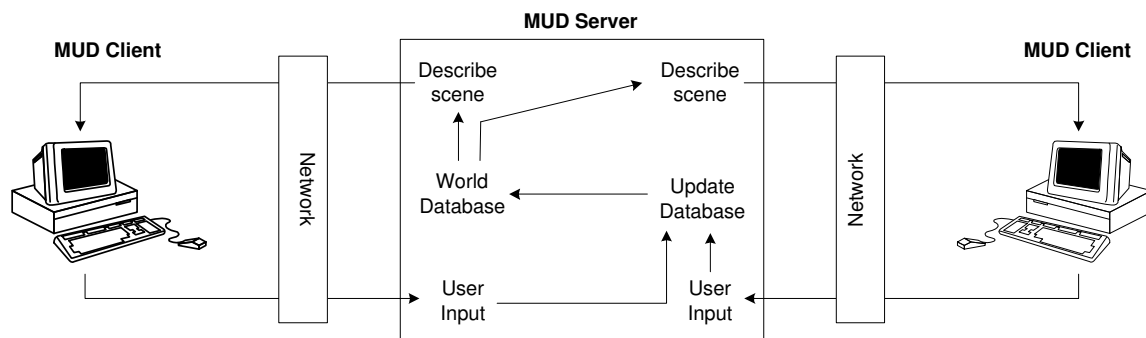 MUD Server
MUD Client
MUD Client
Describe
scene
Describe
scene
Network
Network
World
Database
Update
Database
User
Input
User
Input